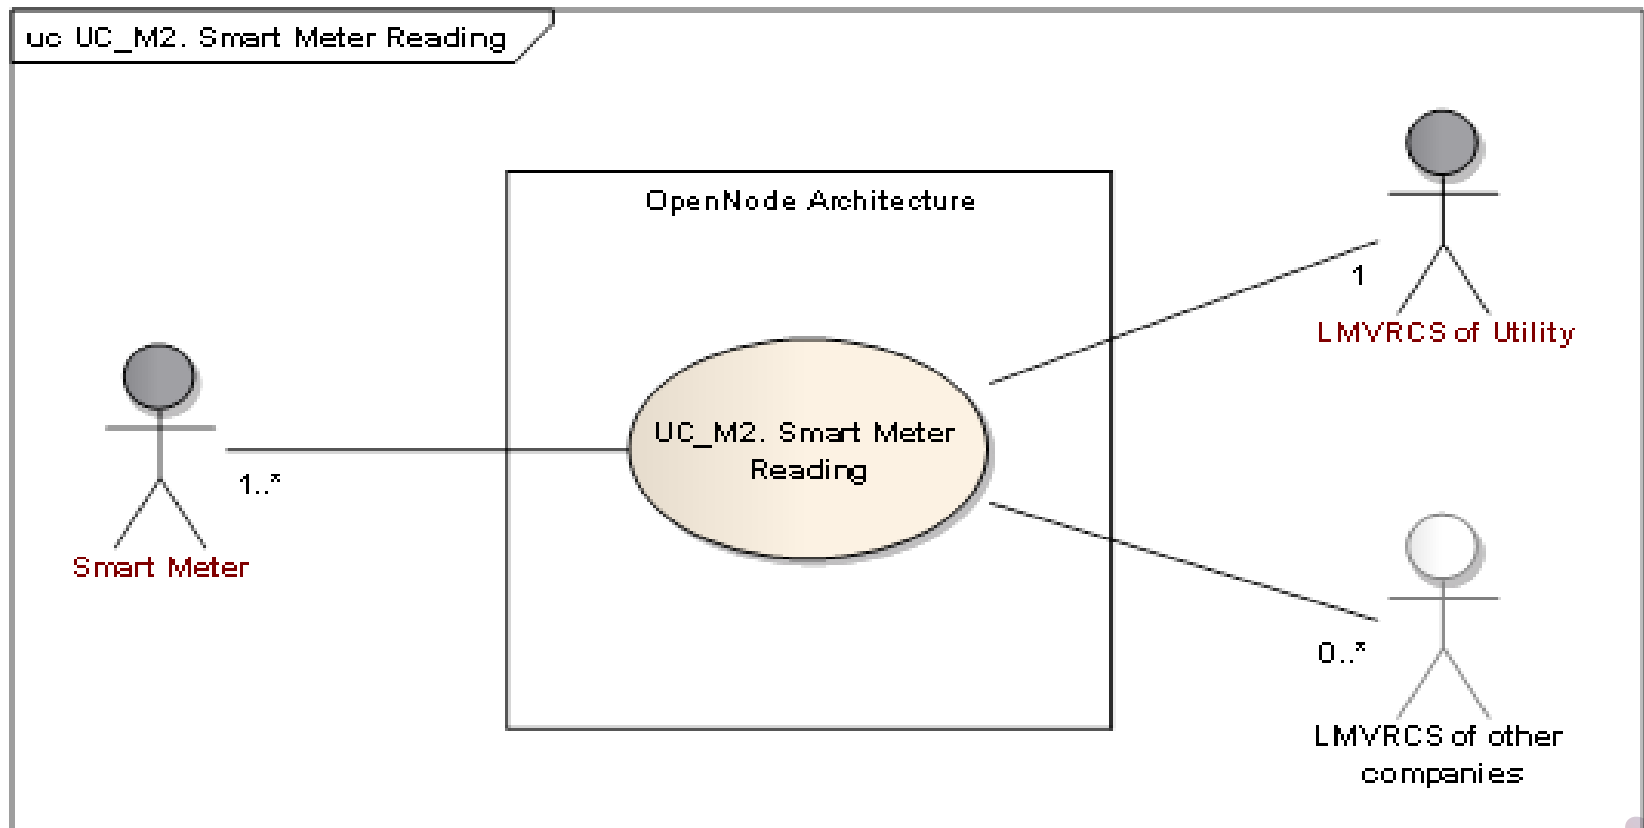 uc UC_M2. Smart Meter Reading
OpenNode Architecture
1
LMVRCS of Utility
UC_M2. Smart Meter
Reading
1..*
Smart Meter
0..*
LMVRCS of other
companies